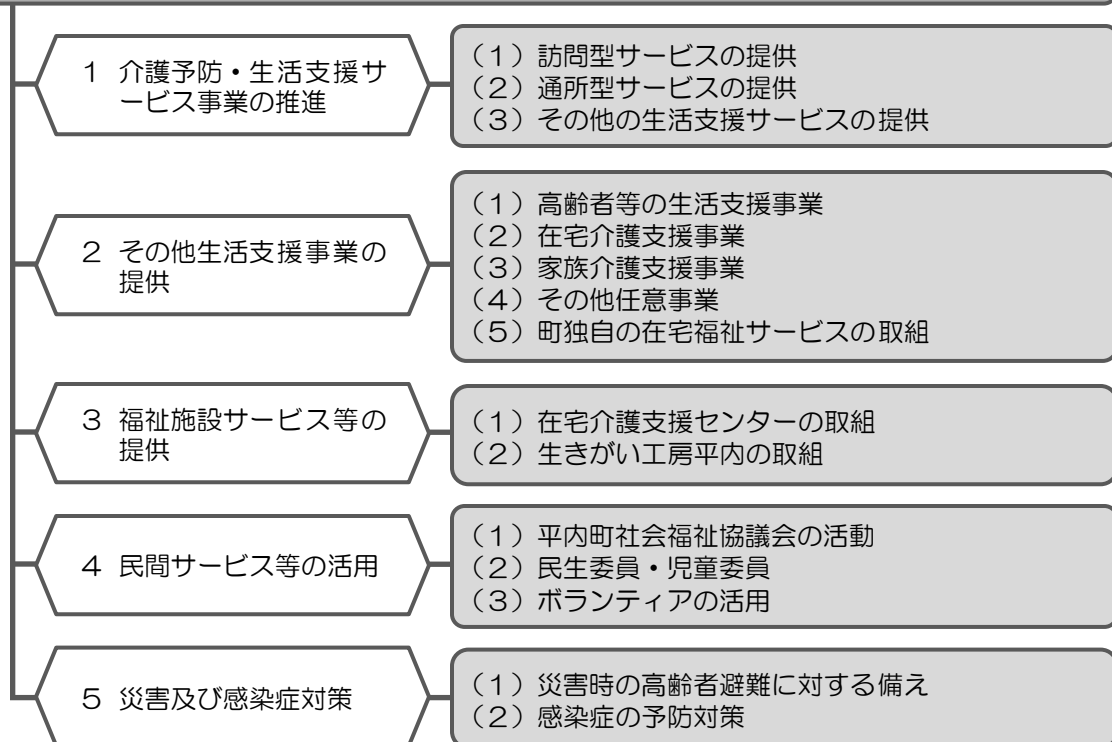 1 介護予防・生活支援サ
ービス事業の推進
(1)訪問型サービスの提供
(2)通所型サービスの提供
(3)その他の生活支援サービスの提供
2 その他生活支援事業の
提供
(1)高齢者等の生活支援事業
(2)在宅介護支援事業
(3)家族介護支援事業
(4)その他任意事業
(5)町独自の在宅福祉サービスの取組
3 福祉施設サービス等の
提供
(1)在宅介護支援センターの取組
(2)生きがい工房平内の取組
4 民間サービス等の活用
(1)平内町社会福祉協議会の活動
(2)民生委員・児童委員
(3)ボランティアの活用
5 災害及び感染症対策
(1)災害時の高齢者避難に対する備え
(2)感染症の予防対策